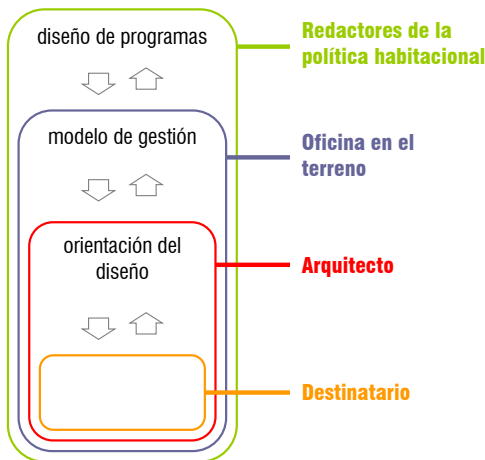 diseño de programas
Redactores de la
política habitacional
modelo de gestión
Oficina en el
terreno
orientación del
diseño
Arquitecto
Destinatario